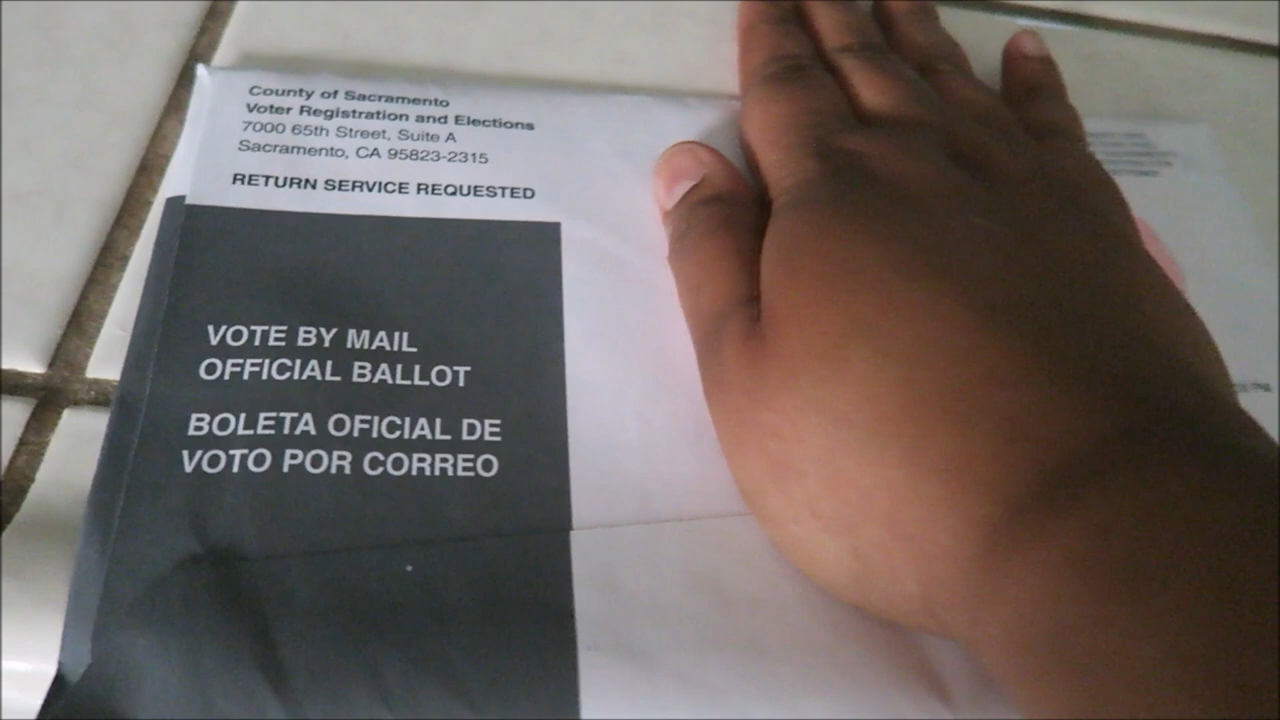 County of Sacramento
Voter Registration and Elections
7000 65th Street, Suite A
Sacramento, CA 95823-2315
RETURN SERVICE REQUESTED
VOTE BY MAIL
OFFICIAL BALLOT
BOLETA OFICIAL DE
VOTO POR CORREO